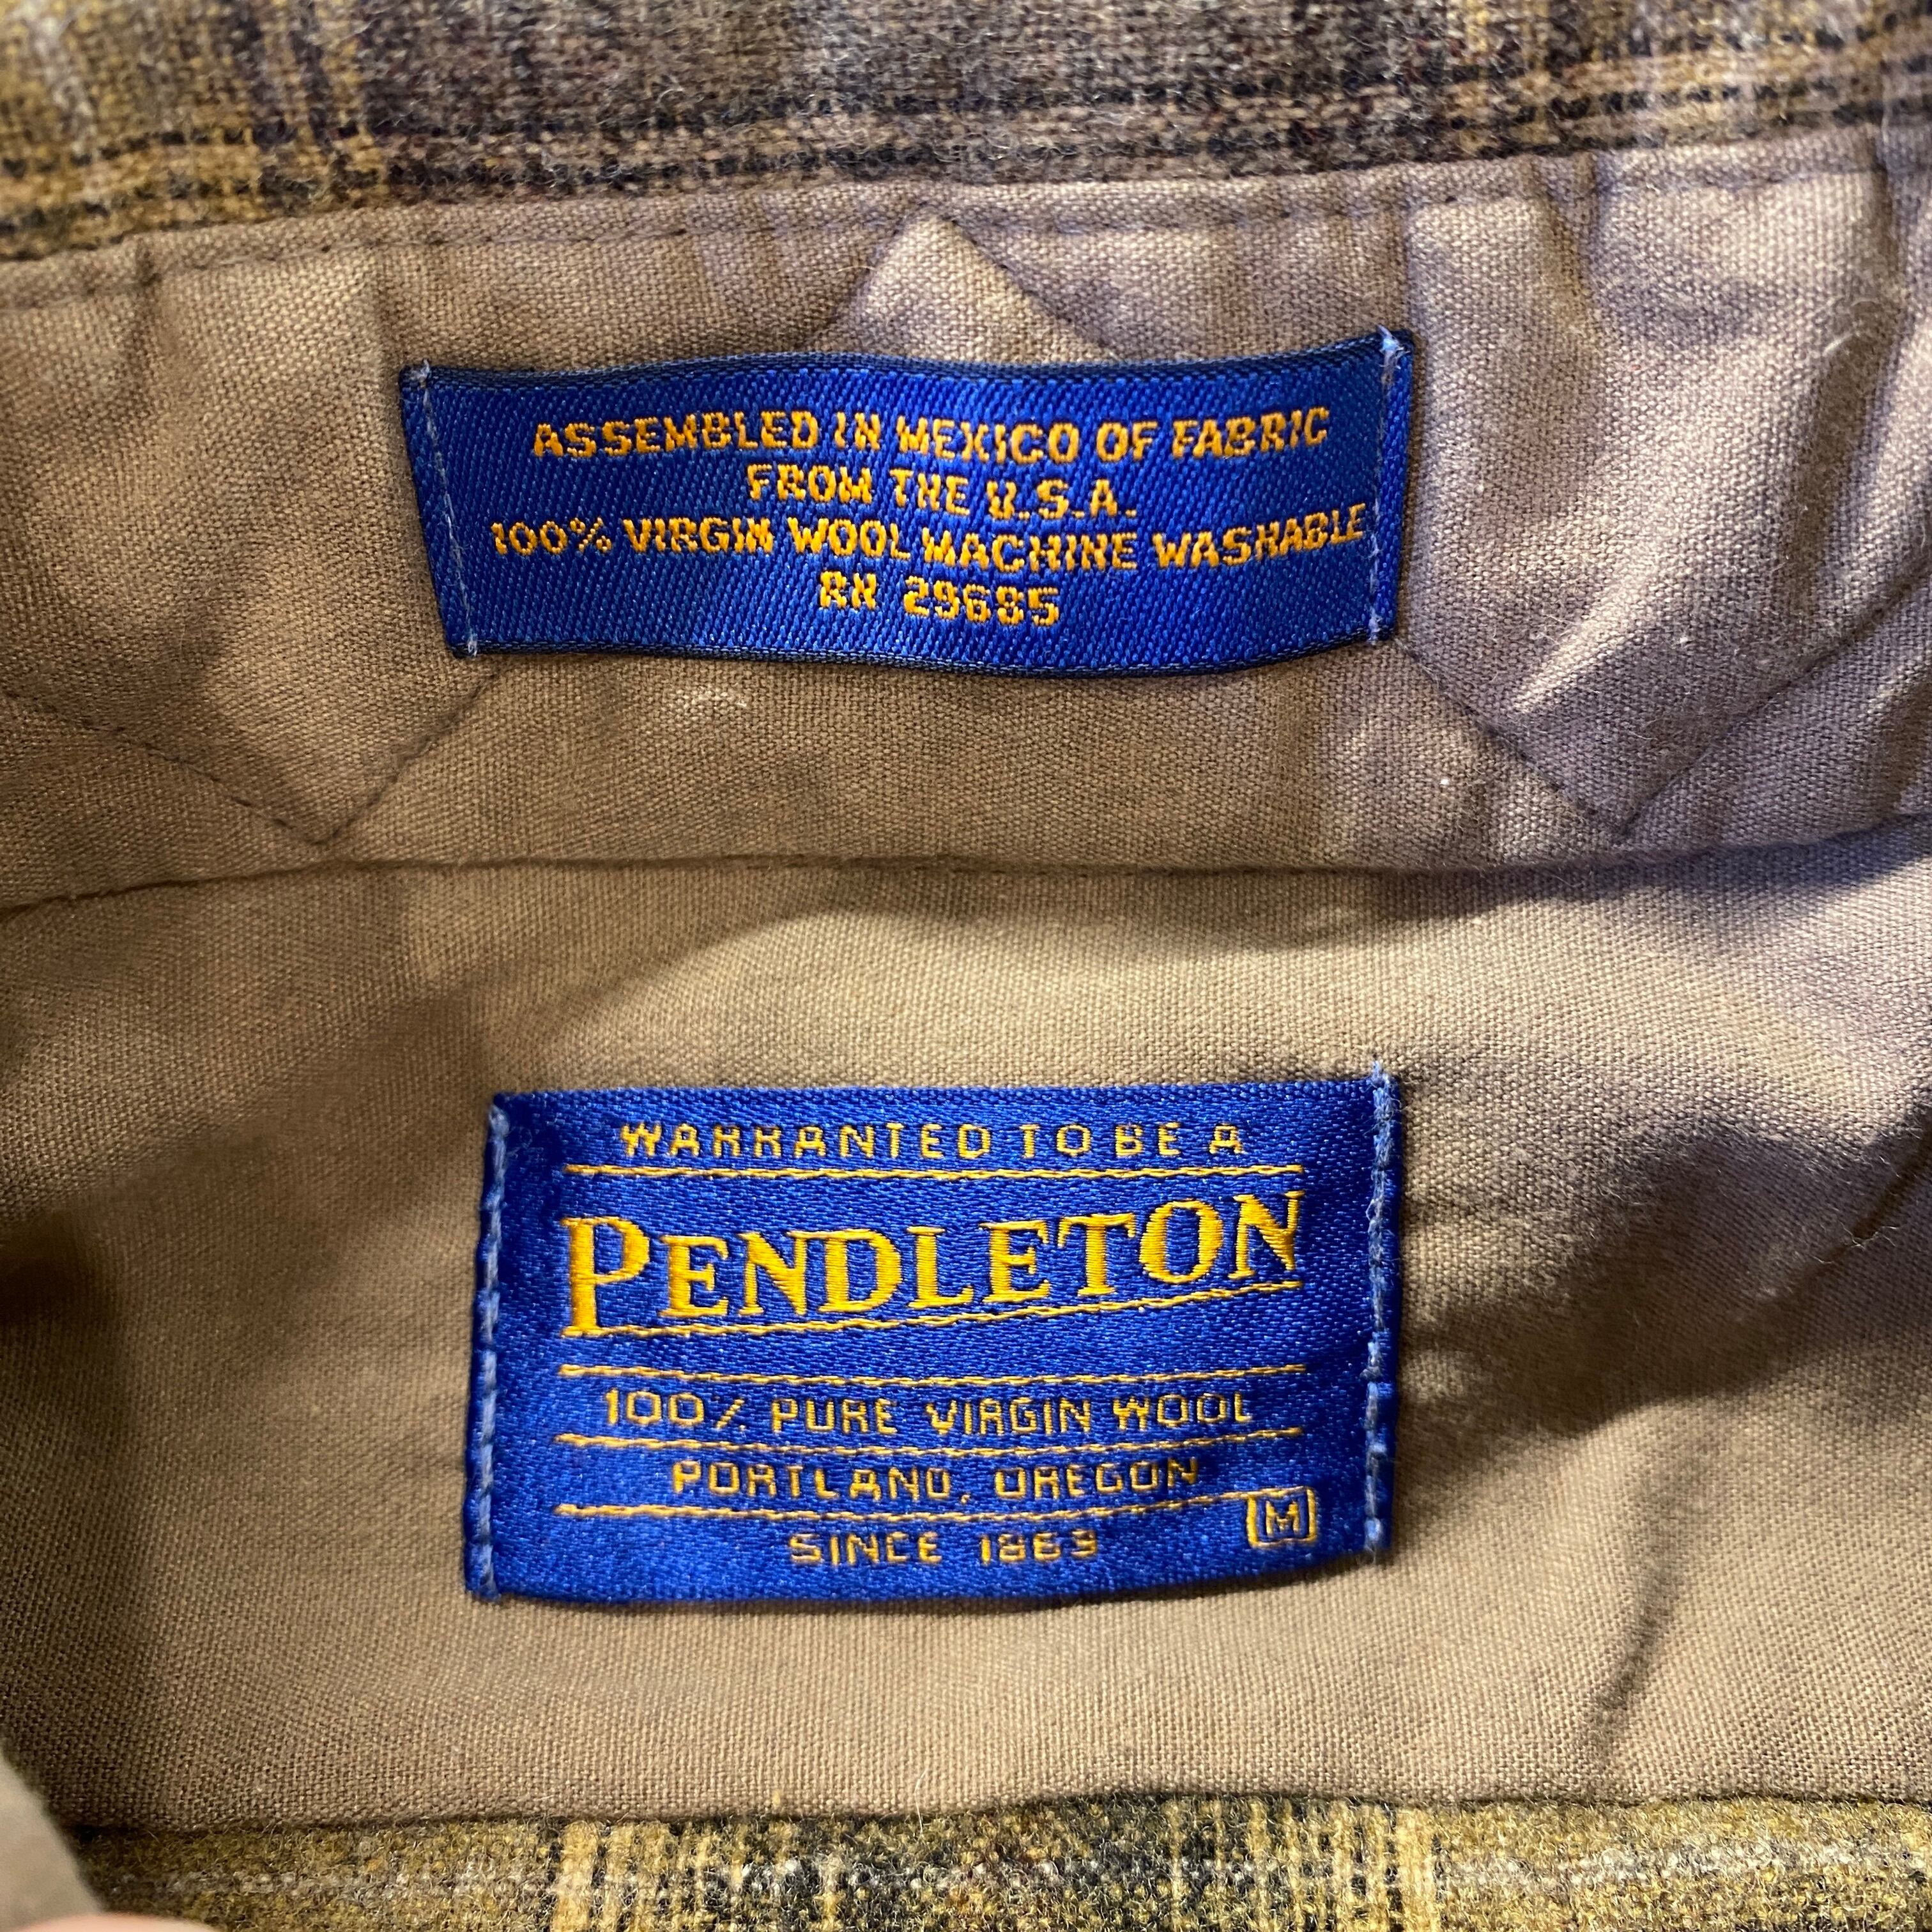 ASSEMBLED IN MEXICO OF FABRIC
FROM THE U.S.A.
100% VIRGIN WOOL MACHINE WASHABLE
RN 29685
WARRANTED TO BE A
PENDLETON
100% PURE VIRGIN WOOL
PORTLAND, OREGON
SINCE 1863
M